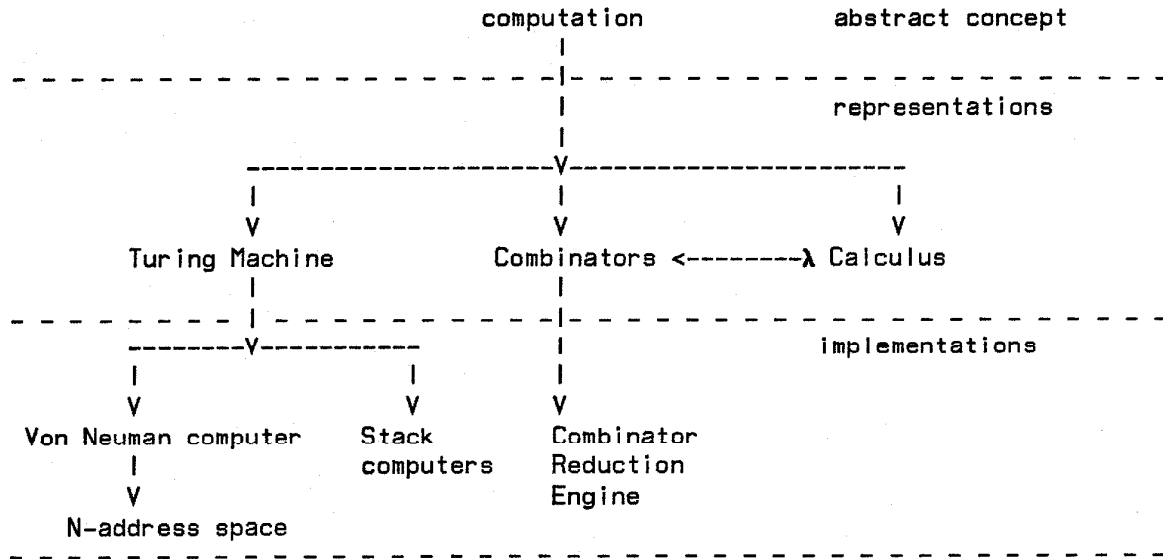 computation abstract concept
representations
Turing Machine Combinators <--------> λ Calculus
implementations
Von Neuman computer Stack Combinator
computers Reduction
N-address space Engine